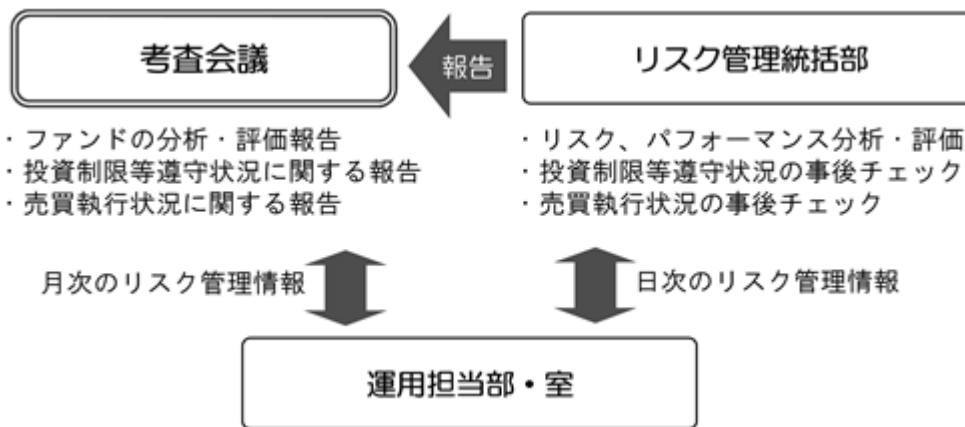 考査会議
報告
リスク管理統括部
・ファンドの分析・評価報告
・投資制限等遵守状況に関する報告
・売買執行状況に関する報告
・リスク、パフォーマンス分析・評価
・投資制限等遵守状況の事後チェック
・売買執行状況の事後チェック
月次のリスク管理情報
日次のリスク管理情報
運用担当部・室